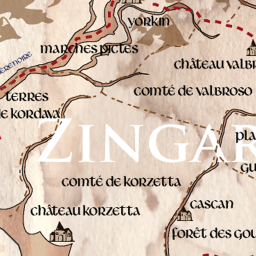 yorkin
marches pictes
château valbr
comté de valbroso
terres
de kordava
Zingar
pla
gu
comté de korzetta
château korzetta
cascan
forêt des gou